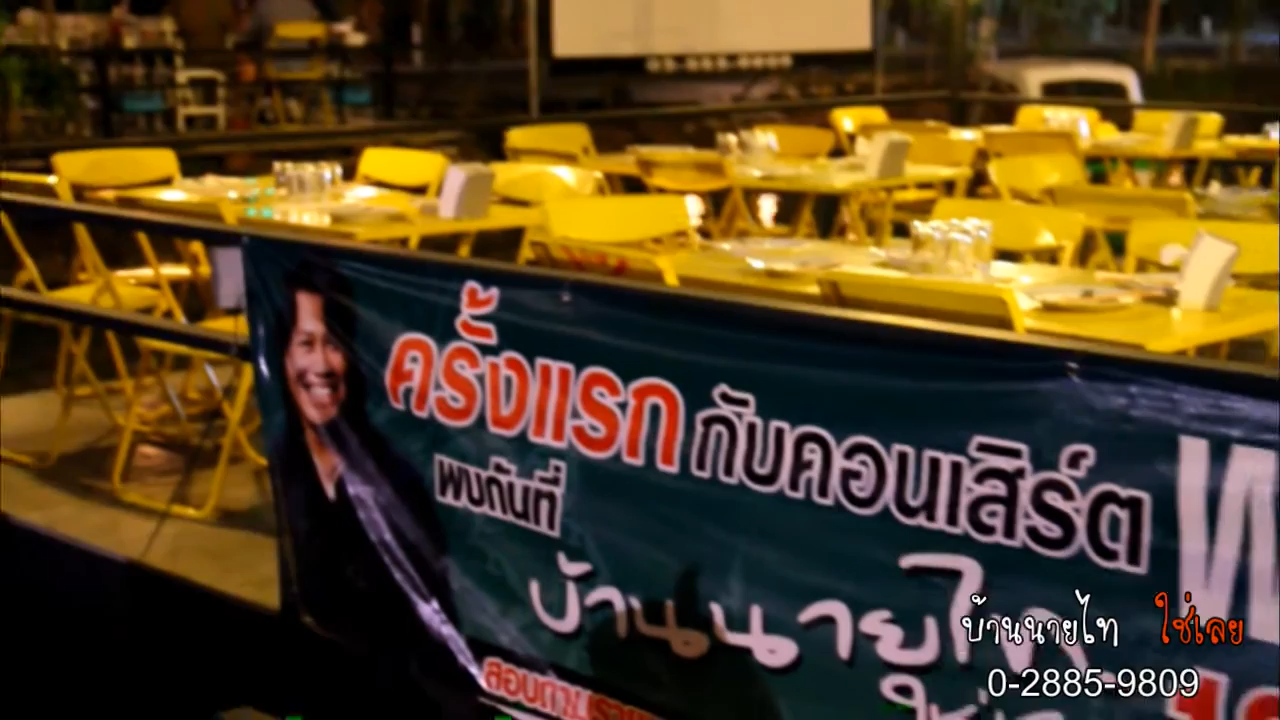 ครั้งแรก กับคอนเสิร์ต
พบกันที่
บ้านนายไท
บ้านนายไท ใช่เลย
0-2885-9809